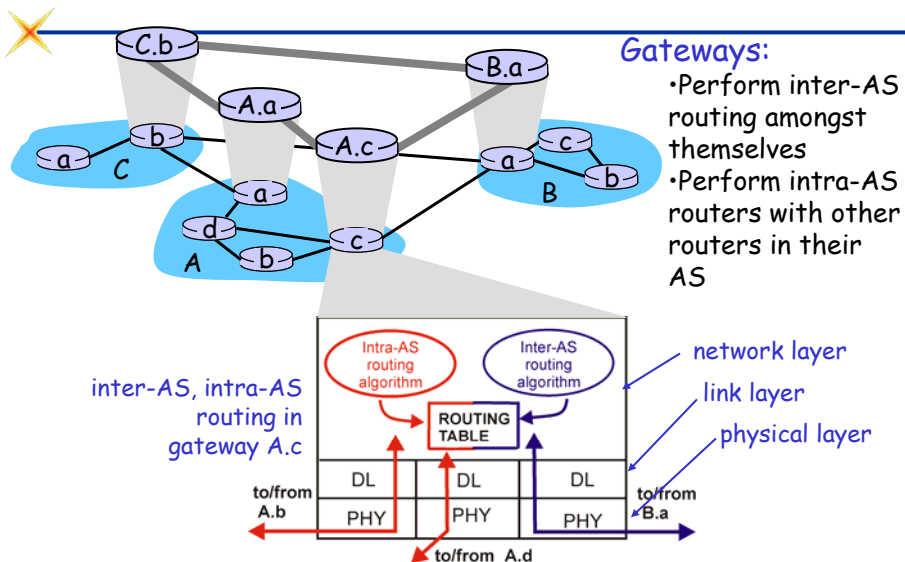 C.b
B.a
A.a
A.c
Gateways:
•Perform inter-AS
routing amongst
themselves
•Perform intra-AS
routers with other
routers in their
AS
a
b
C
a
c
b
B
a
d
b
c
A
inter-AS, intra-AS
routing in
gateway A.c
Intra-AS
routing
algorithm
Inter-AS
routing
algorithm
ROUTING
TABLE
DL
DL
DL
PHY
PHY
PHY
to/from
A.b
to/from A.d
to/from
B.a
network layer
link layer
physical layer